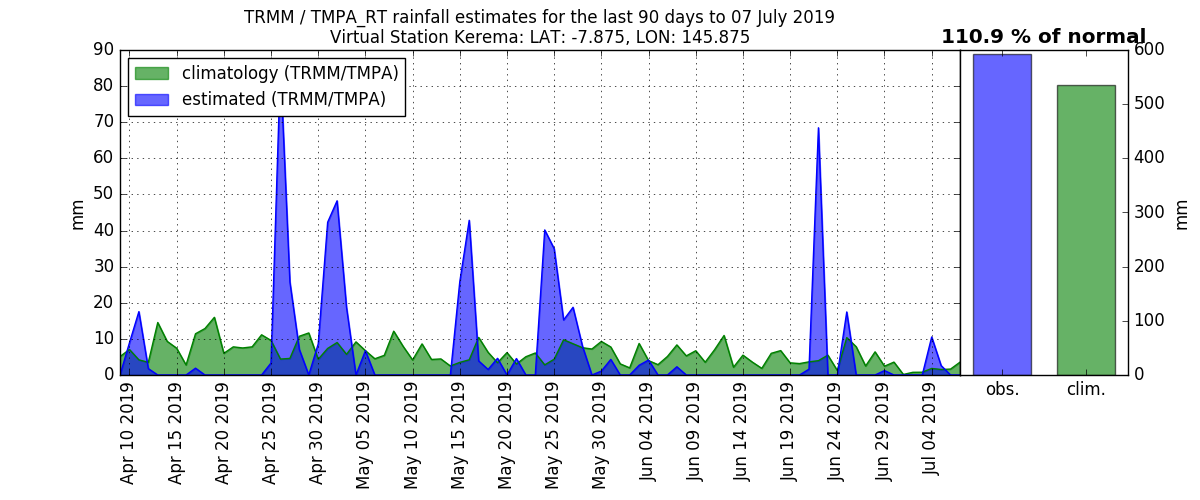 TRMM / TMPA_RT rainfall estimates for the last 90 days to 07 July 2019
Virtual Station Kerema: LAT: -7.875, LON: 145.875
110.9 % of normal
climatology (TRMM/TMPA)
estimated (TRMM/TMPA)
90
80
70
60
50
40
30
20
10
0
mm
Apr 10 2019
Apr 15 2019
Apr 20 2019
Apr 25 2019
Apr 30 2019
May 05 2019
May 10 2019
May 15 2019
May 20 2019
May 25 2019
May 30 2019
Jun 04 2019
Jun 09 2019
Jun 14 2019
Jun 19 2019
Jun 24 2019
Jun 29 2019
Jul 04 2019
600
500
400
300
200
100
0
mm
obs.
clim.